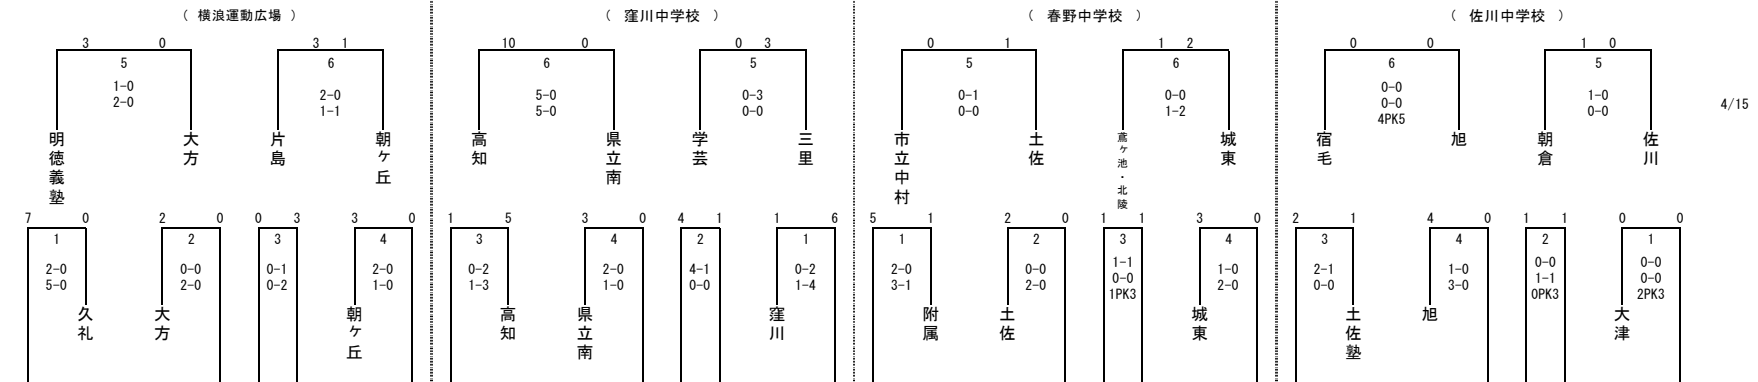 （ 横浪運動広場 ） （ 窪川中学校 ） （ 春野中学校 ） （ 佐川中学校 ）
3 0 3 1 10 0 0 3 0 1 1 2 0 0 1 0
5 6 6 5 5 6 6 5
1-0 2-0 5-0 0-3 0-1 0-0 0-0 1-0
2-0 1-1 5-0 0-0 0-0 1-2 0-0 0-0
4PK5
4/15
明徳義塾
大方
片島
朝ヶ丘
高知
県立南
学芸
三里
市立中村
土佐
鳶ヶ池・北陵
城東
宿毛
旭
朝倉
佐川
7 0 2 0 0 3 3 0 1 5 3 0 4 1 1 6 5 1 2 0 1 1 3 0 2 1 4 0 1 1 0 0
1 2 3 4 3 4 2 1 1 2 3 4 3 4 2 1
2-0 0-0 0-1 2-0 0-2 2-0 4-1 0-2 2-0 0-0 1-1 1-0 2-1 1-0 0-0 0-0
5-0 2-0 0-2 1-0 1-3 1-0 0-0 1-4 3-1 2-0 0-0 2-0 0-0 3-0 1-1 0-0
1PK3 0PK3 2PK3
久礼
大方
朝ヶ丘
高知
県立南
窪川
附属
土佐
城東
土佐塾
旭
大津